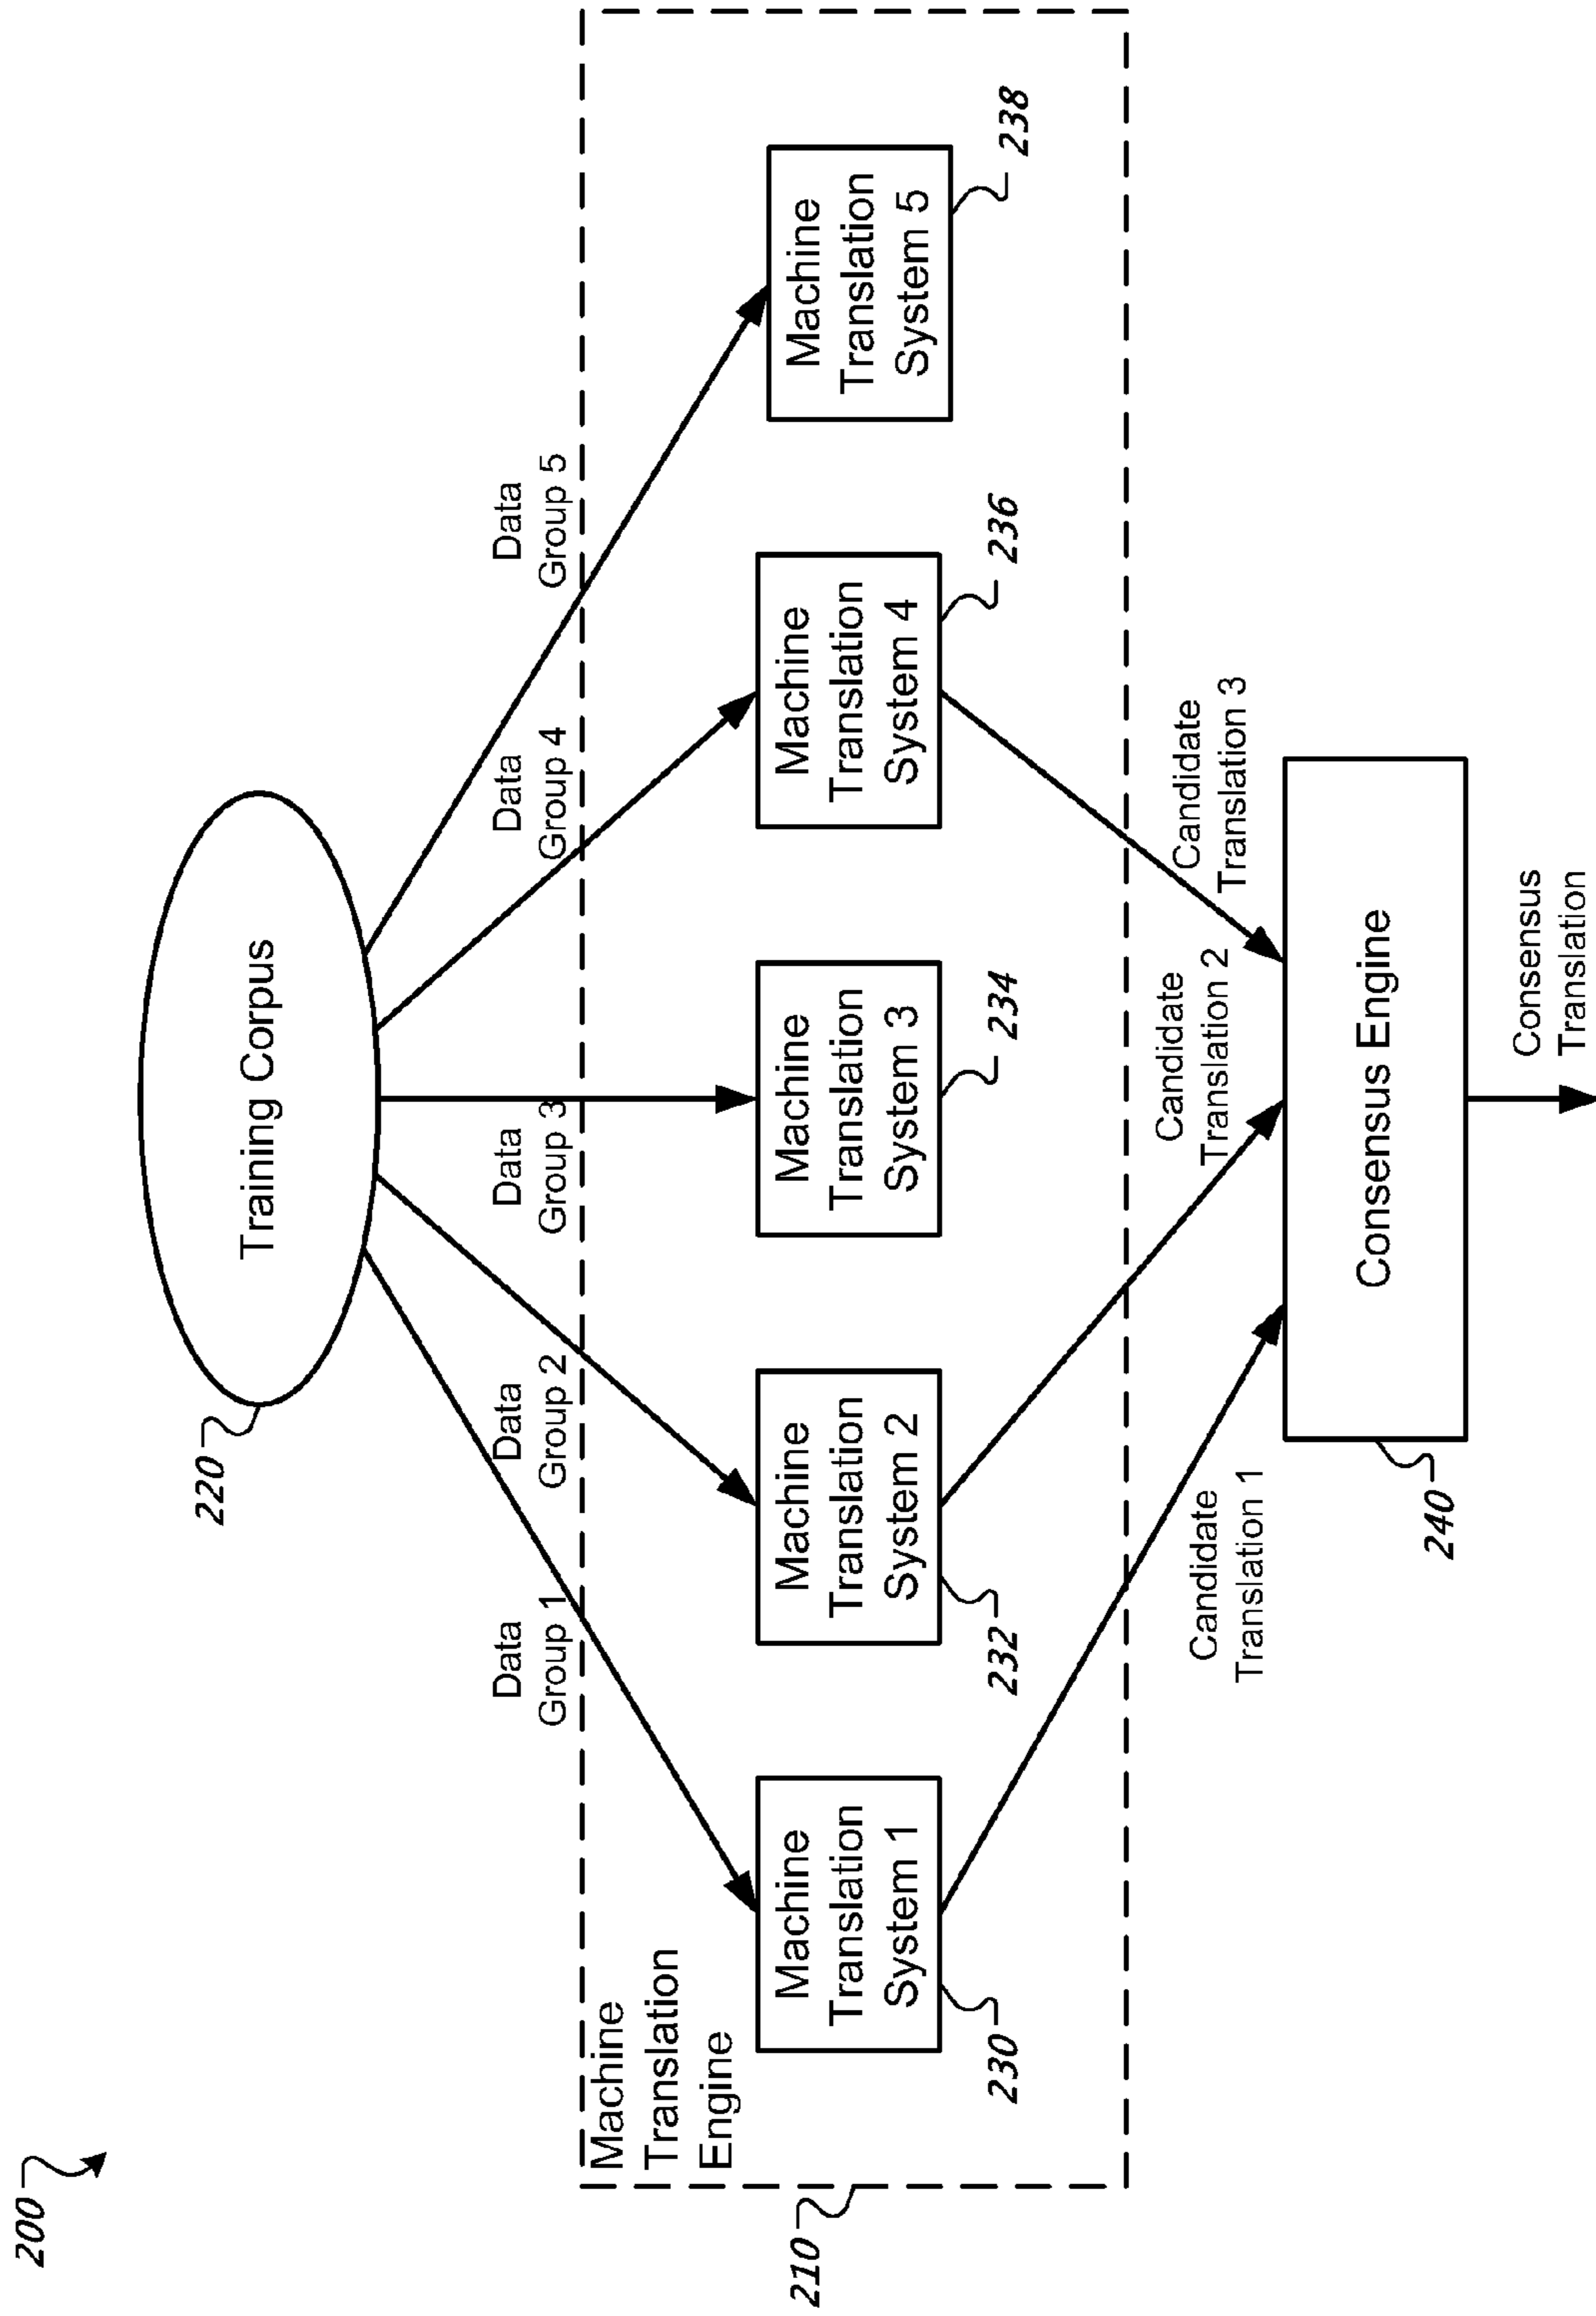 200
220
Training Corpus
Data
Group 1
Data
Group 2
Data
Group 3
Data
Group 4
Data
Group 5
210
Machine
Translation
Engine
Machine
Translation
System 1
230
Machine
Translation
System 2
232
Machine
Translation
System 3
234
Machine
Translation
System 4
236
Machine
Translation
System 5
238
Candidate
Translation 1
Candidate
Translation 2
Candidate
Translation 3
240
Consensus Engine
Consensus
Translation